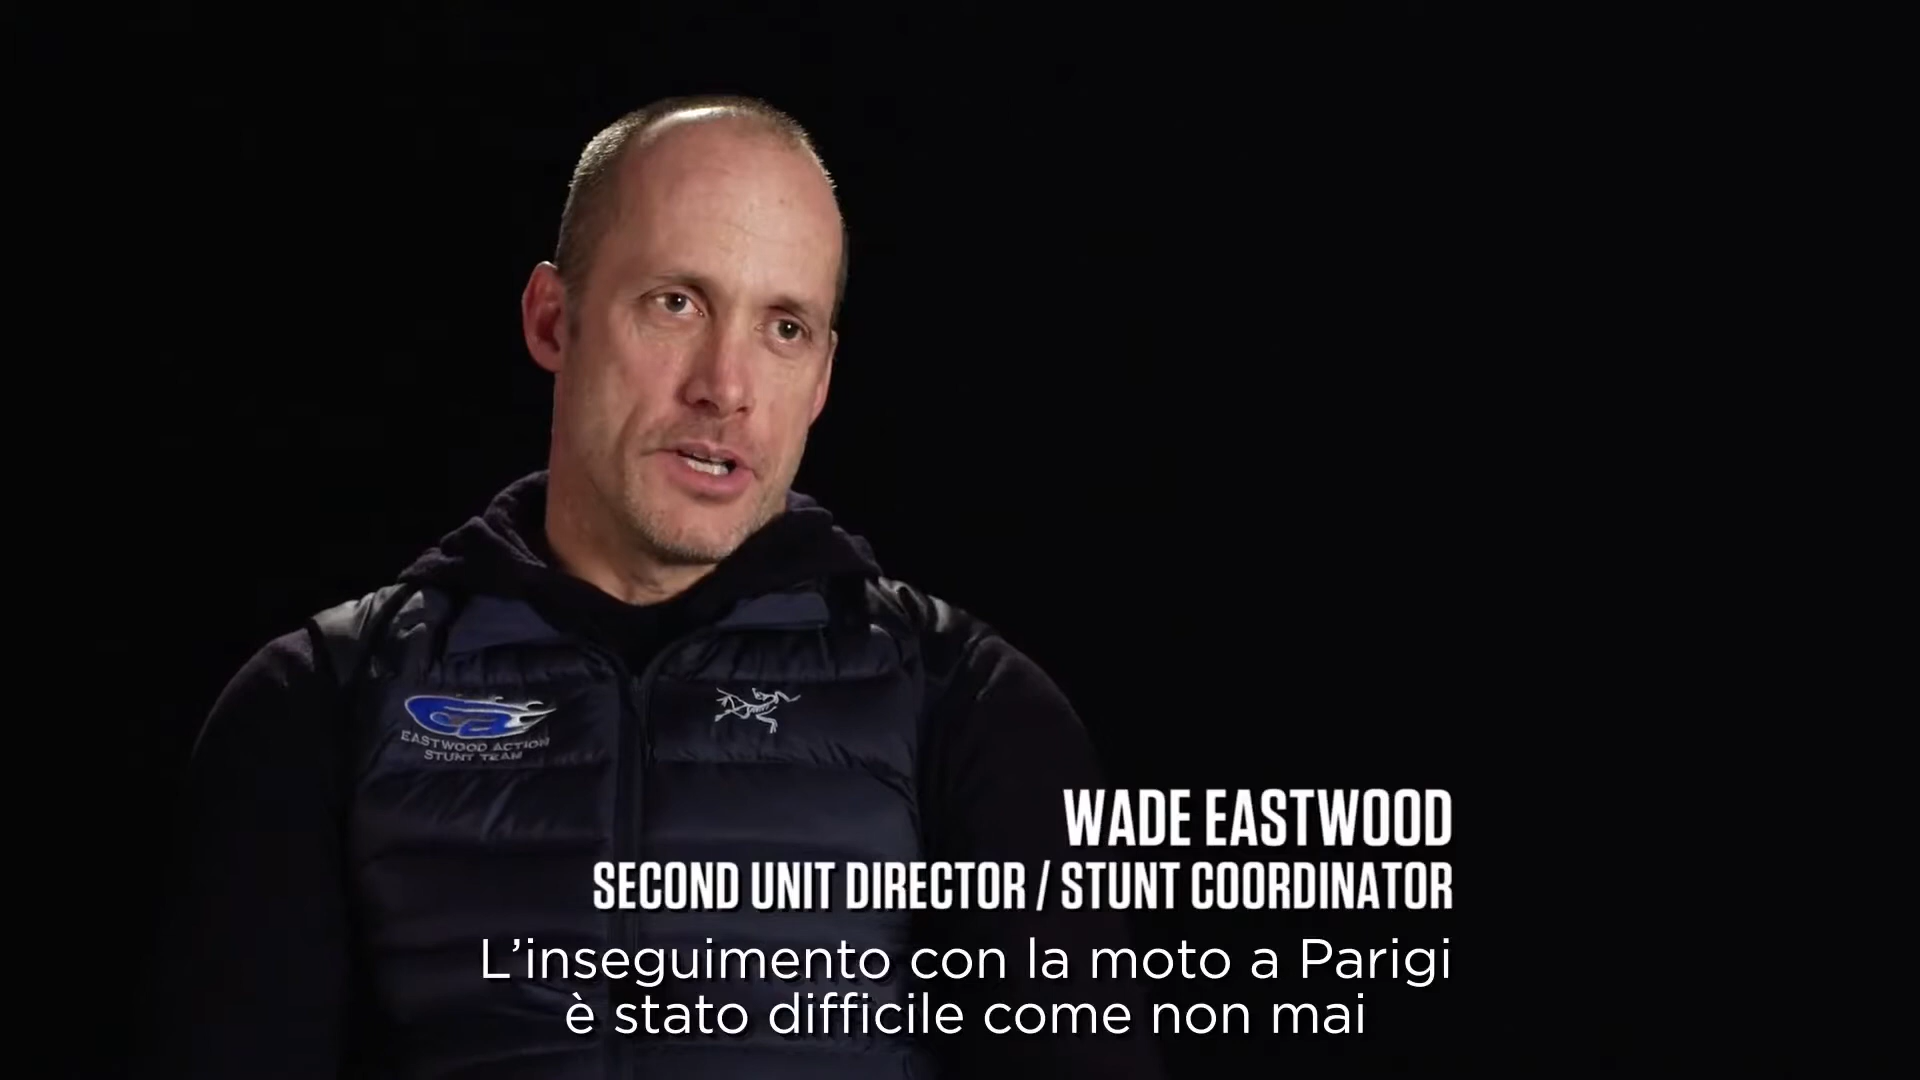 EASTWOOD ACTION
STUNT TEAM
WADE EASTWOOD
SECOND UNIT DIRECTOR / STUNT COORDINATOR
L’inseguimento con la moto a Parigi
è stato difficile come non mai